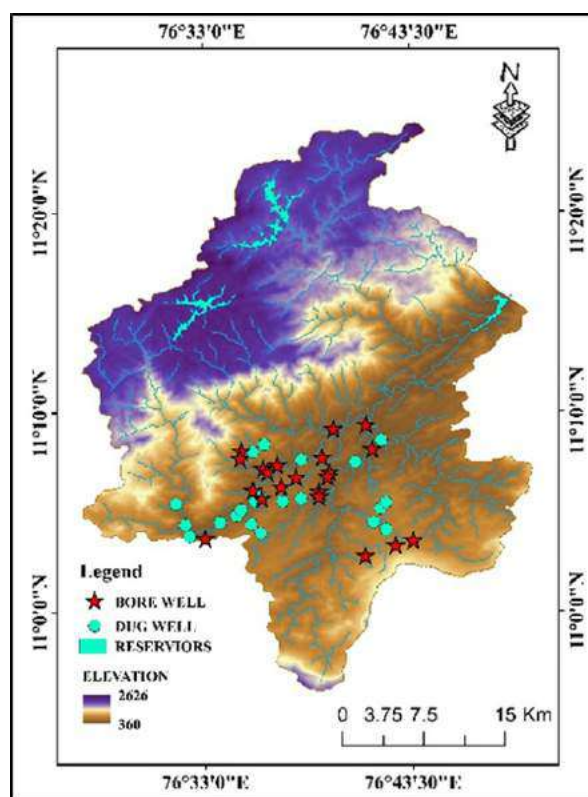 76°33'0"E 76°43'30"E
N
11°20'0"N 11°20'0"N
11°10'0"N 11°10'0"N
11°0'0"N 11°0'0"N
Legend
BORE WELL
DUG WELL
RESERVIORS
ELEVATION
2626
360
0 3.75 7.5 15 Km
76°33'0"E 76°43'30"E